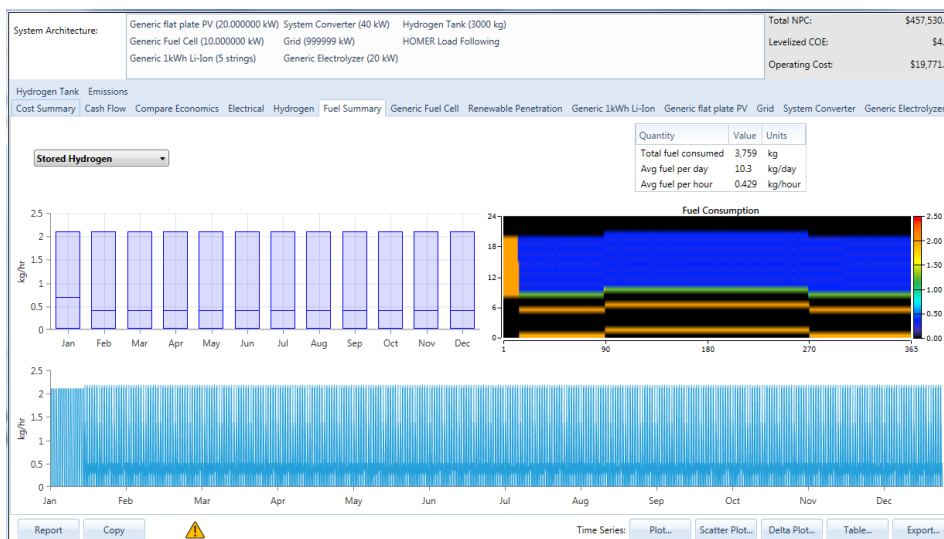 System Architecture:
Generic flat plate PV (20.000000 kW) System Converter (40 kW) Hydrogen Tank (3000 kg)
Generic Fuel Cell (10.000000 kW) Grid (999999 kW) HOMER Load Following
Generic 1kWh Li-Ion (5 strings) Generic Electrolyzer (20 kW)
Total NPC: $457,530.
Levelized COE: $4.
Operating Cost: $19,771.
Hydrogen Tank Emissions
Cost Summary Cash Flow Compare Economics Electrical Hydrogen Fuel Summary Generic Fuel Cell Renewable Penetration Generic 1kWh Li-Ion Generic flat plate PV Grid System Converter Generic Electrolyzer
Stored Hydrogen
Quantity Value Units
Total fuel consumed 3,759 kg
Avg fuel per day 10.3 kg/day
Avg fuel per hour 0.429 kg/hour
2.5
2
1.5
1
0.5
0
kg/hr
Jan Feb Mar Apr May Jun Jul Aug Sep Oct Nov Dec
Fuel Consumption
24
18
12
6
0
1 90 180 270 365
2.50
2.00
1.50
1.00
0.50
0.00
2.5
2
1.5
1
0.5
0
kg/hr
Jan Feb Mar Apr May Jun Jul Aug Sep Oct Nov Dec
Report Copy Time Series: Plot... Scatter Plot... Delta Plot... Table... Export...